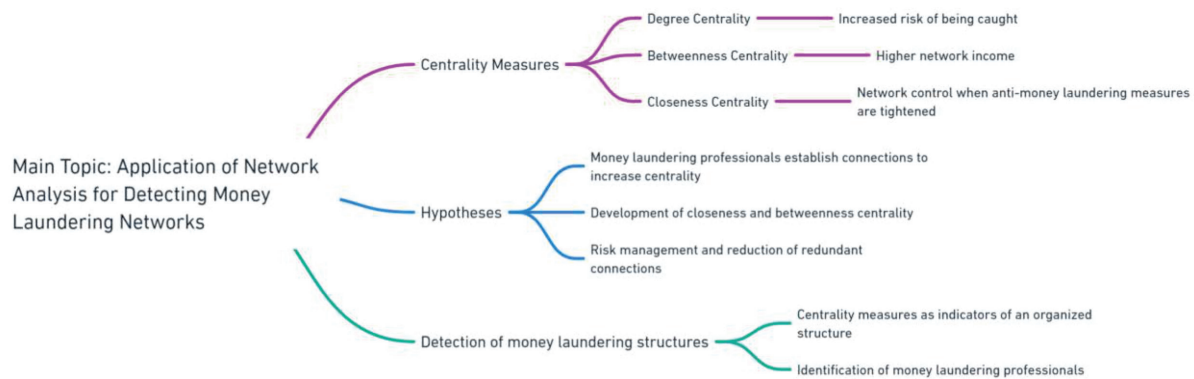 Main Topic: Application of Network
Analysis for Detecting Money
Laundering Networks
Centrality Measures
Degree Centrality
Increased risk of being caught
Betweenness Centrality
Higher network income
Closeness Centrality
Network control when anti-money laundering measures
are tightened
Hypotheses
Money laundering professionals establish connections to
increase centrality
Development of closeness and betweenness centrality
Risk management and reduction of redundant
connections
Detection of money laundering structures
Centrality measures as indicators of an organized
structure
Identification of money laundering professionals